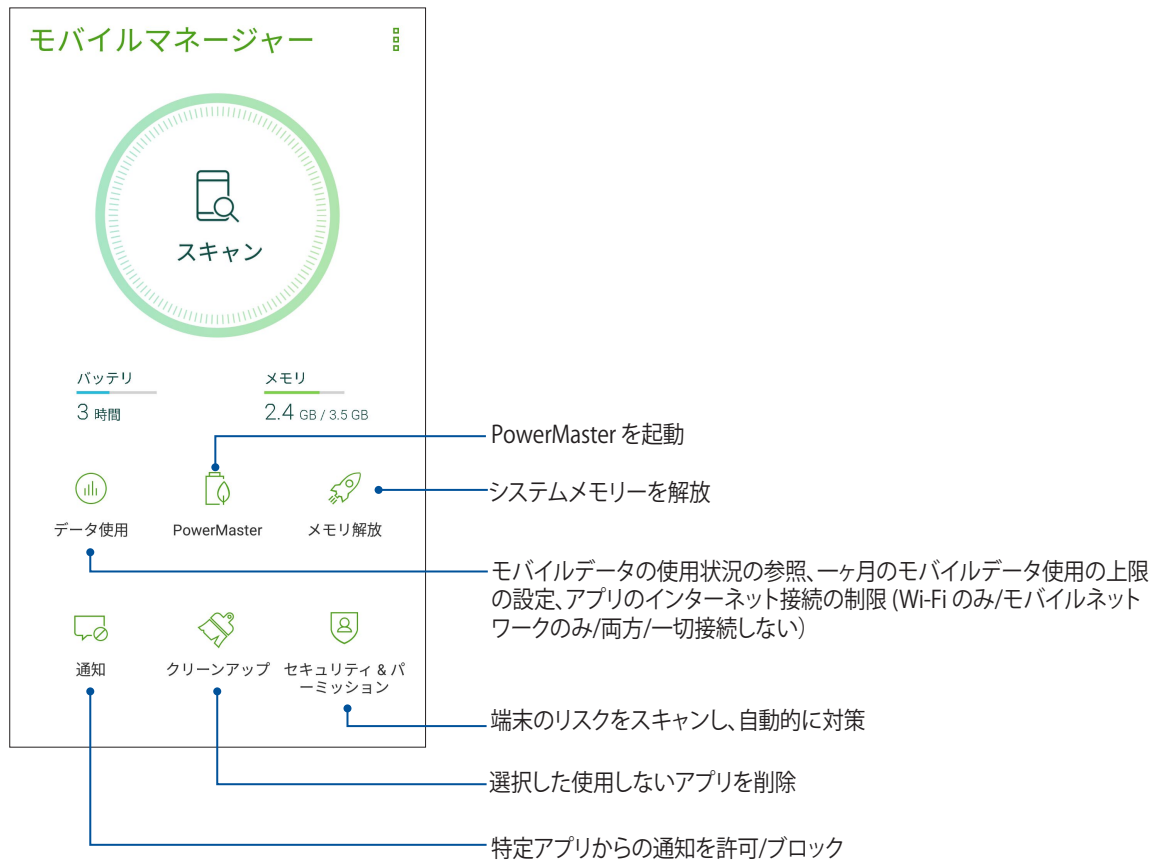 モバイルマネージャー
スキャン
バッテリ
3 時間
メモリ
2.4 GB / 3.5 GB
PowerMaster を起動
システムメモリーを解放
データ使用
PowerMaster
メモリ解放
モバイルデータの使用状況の参照、一ヶ月のモバイルデータ使用の上限
の設定、アプリのインターネット接続の制限 (Wi-Fi のみ/モバイルネット
ワークのみ/両方/一切接続しない）
通知
クリーンアップ
セキュリティ & パ
ーミッション
端末のリスクをスキャンし、自動的に対策
選択した使用しないアプリを削除
特定アプリからの通知を許可/ブロック